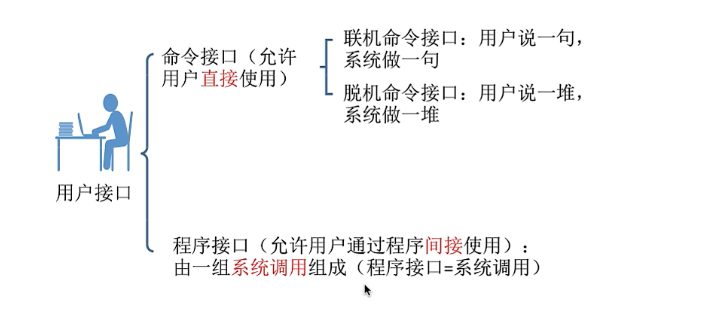 命令接口（允许
用户直接使用）
联机命令接口：用户说一句，
系统做一句
脱机命令接口：用户说一堆，
系统做一堆
用户接口
程序接口（允许用户通过程序间接使用）：
由一组系统调用组成（程序接口=系统调用）